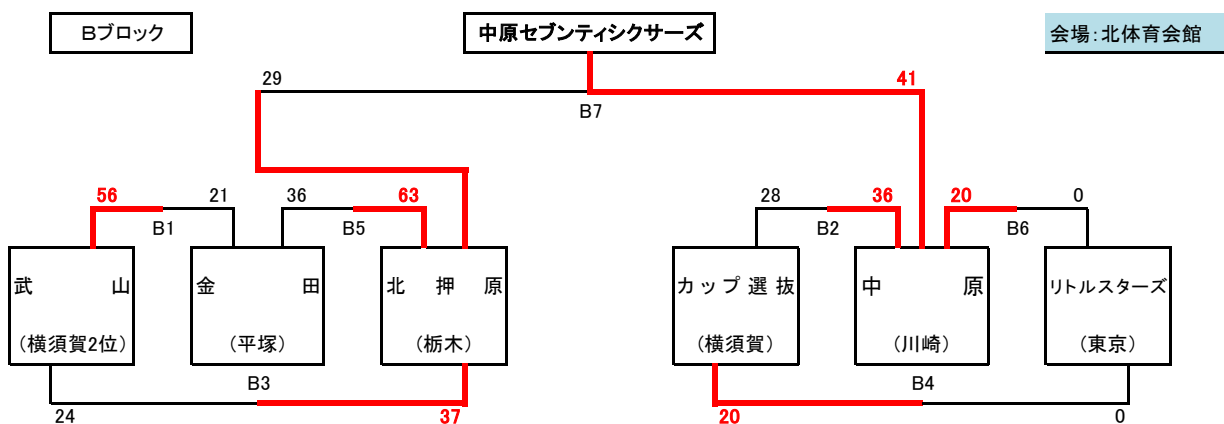 Bブロック
中原セブンティシクサーズ
会場:北体育会館
29
41
B7
56
21
36
63
28
36
20
0
B1
B5
B2
B6
武山
金田
北押原
カップ選抜
中原
リトルスターズ
(横須賀2位)
(平塚)
(栃木)
(横須賀)
(川崎)
(東京)
B3
B4
24
37
20
0